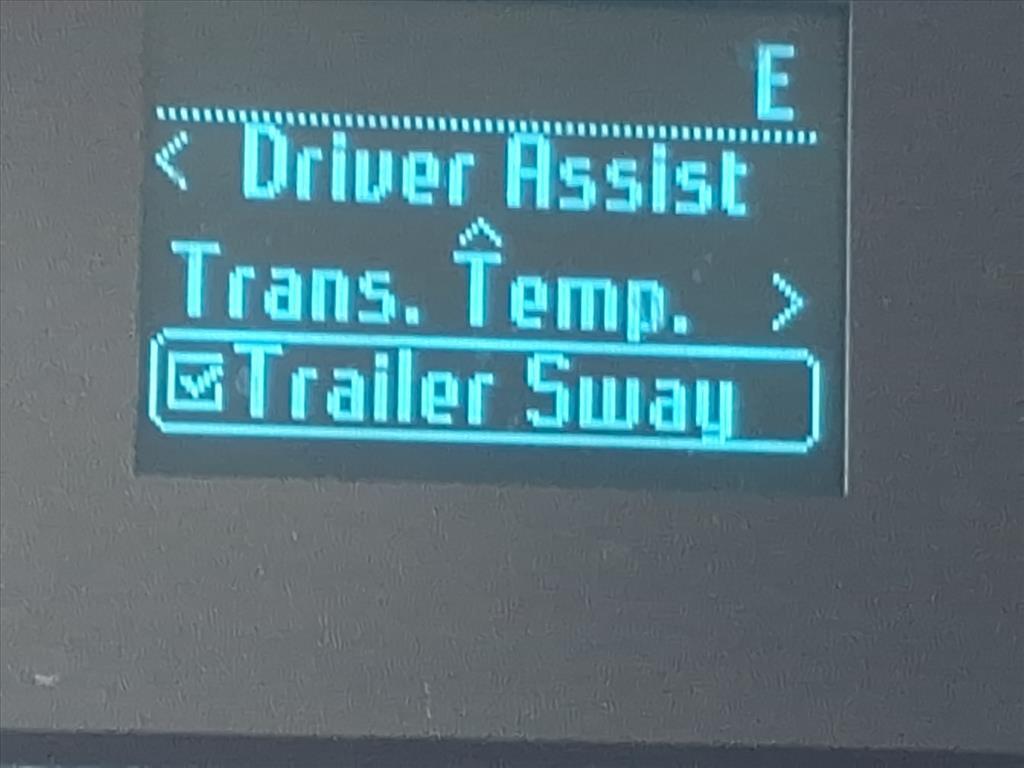 E
< Driver Assist
Trans. Temp. >
Trailer Sway